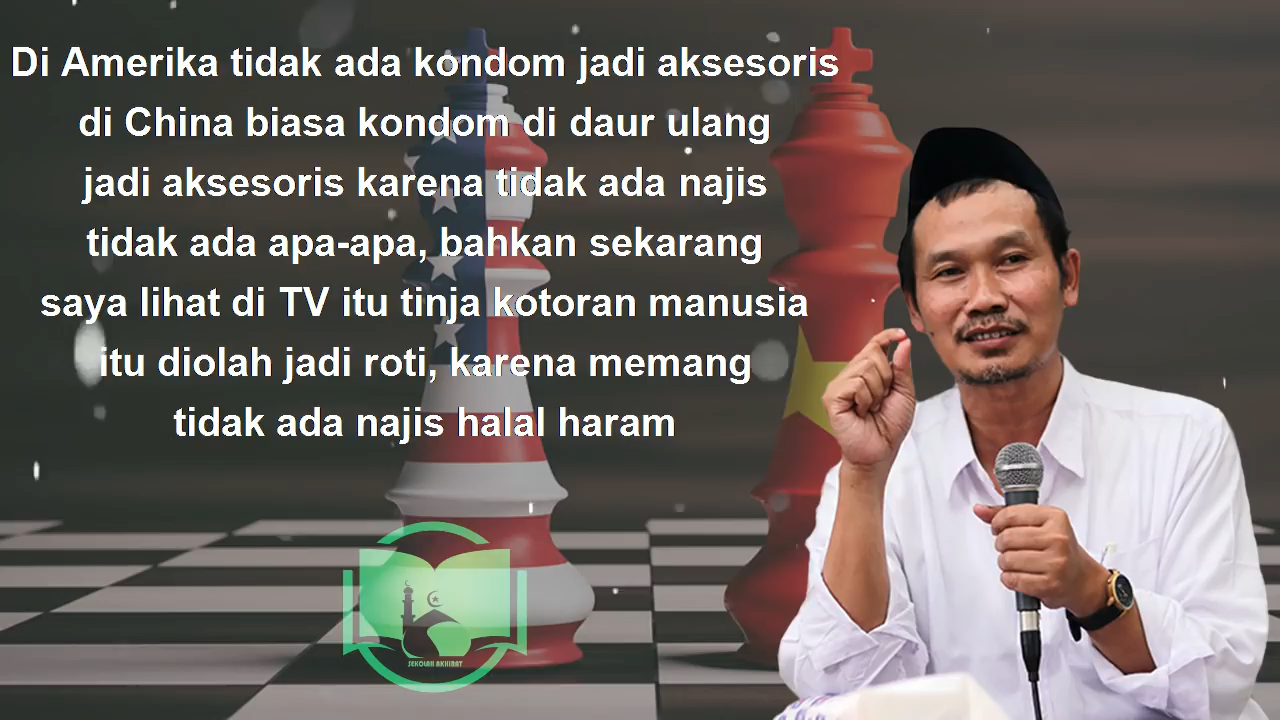 Di Amerika tidak ada kondom jadi aksesoris
di China biasa kondom di daur ulang
jadi aksesoris karena tidak ada najis
tidak ada apa-apa, bahkan sekarang
saya lihat di TV itu tinja kotoran manusia
itu diolah jadi roti, karena memang
tidak ada najis halal haram
SEKOLAH AKHIRAT